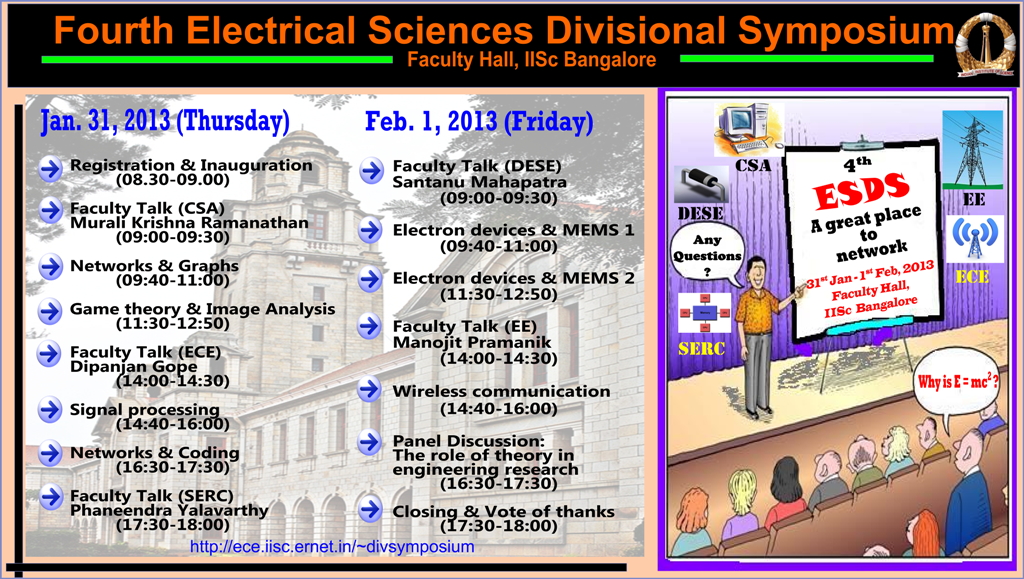 Fourth Electrical Sciences Divisional Symposium
Faculty Hall, IISc Bangalore
Jan. 31, 2013 (Thursday)
Registration & Inauguration
(08.30-09.00)
Faculty Talk (CSA)
Murali Krishna Ramanathan
(09:00-09:30)
Networks & Graphs
(09:40-11:00)
Game theory & Image Analysis
(11:30-12:50)
Faculty Talk (ECE)
Dipanjan Gope
(14:00-14:30)
Signal processing
(14:40-16:00)
Networks & Coding
(16:30-17:30)
Faculty Talk (SERC)
Phaneendra Yalavarthy
(17:30-18:00)
Feb. 1, 2013 (Friday)
Faculty Talk (DESE)
Santanu Mahapatra
(09:00-09:30)
Electron devices & MEMS 1
(09:40-11:00)
Electron devices & MEMS 2
(11:30-12:50)
Faculty Talk (EE)
Manojit Pramanik
(14:00-14:30)
Wireless communication
(14:40-16:00)
Panel Discussion:
The role of theory in
engineering research
(16:30-17:30)
Closing & Vote of thanks
(17:30-18:00)
http://ece.iisc.ernet.in/~divsymposium
CSA
DESE
Any
Questions
?
SERC
4th
ESDS
A great place
to
network
31st Jan - 1st Feb, 2013
Faculty Hall,
IISc Bangalore
EE
ECE
Why is E = mc²?